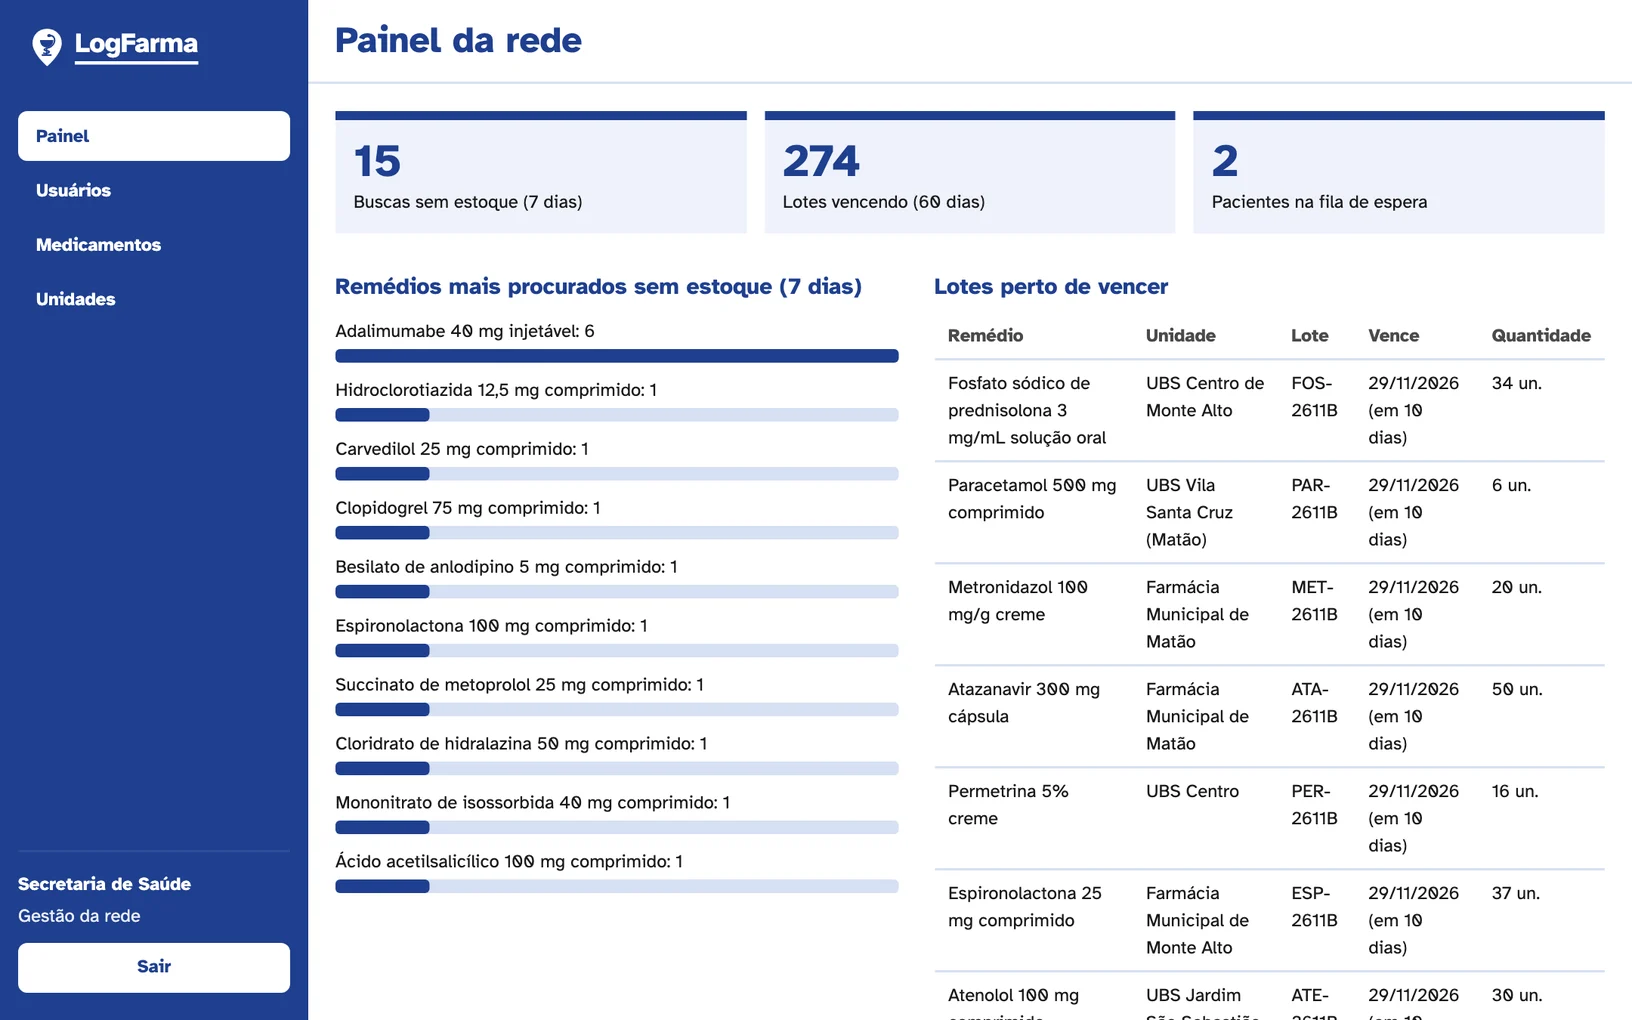 LogFarma
Painel
Usuários
Medicamentos
Unidades
Secretaria de Saúde
Gestão da rede
Sair
Painel da rede
15
Buscas sem estoque (7 dias)
274
Lotes vencendo (60 dias)
2
Pacientes na fila de espera
Remédios mais procurados sem estoque (7 dias)
Adalimumabe 40 mg injetável: 6
Hidroclorotiazida 12,5 mg comprimido: 1
Carvedilol 25 mg comprimido: 1
Clopidogrel 75 mg comprimido: 1
Besilato de anlodipino 5 mg comprimido: 1
Espironolactona 100 mg comprimido: 1
Succinato de metoprolol 25 mg comprimido: 1
Cloridrato de hidralazina 50 mg comprimido: 1
Mononitrato de isossorbida 40 mg comprimido: 1
Ácido acetilsalicílico 100 mg comprimido: 1
Lotes perto de vencer
Remédio Unidade Lote Vence Quantidade
Fosfato sódico de UBS Centro de FOS- 29/11/2026 34 un.
prednisolona 3 Monte Alto 2611B (em 10
mg/mL solução oral dias)
Paracetamol 500 mg UBS Vila PAR- 29/11/2026 6 un.
comprimido Santa Cruz 2611B (em 10
(Matão) dias)
Metronidazol 100 Farmácia MET- 29/11/2026 20 un.
mg/g creme Municipal de 2611B (em 10
Matão dias)
Atazanavir 300 mg Farmácia ATA- 29/11/2026 50 un.
cápsula Municipal de 2611B (em 10
Matão dias)
Permetrina 5% UBS Centro PER- 29/11/2026 16 un.
creme 2611B (em 10
dias)
Espironolactona 25 Farmácia ESP- 29/11/2026 37 un.
mg comprimido Municipal de 2611B (em 10
Monte Alto dias)
Atenolol 100 mg UBS Jardim ATE- 29/11/2026 30 un.